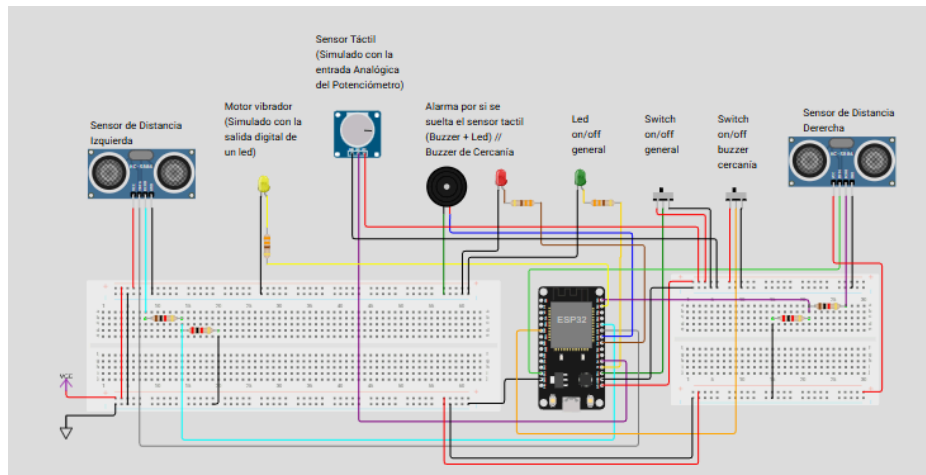 Sensor Táctil
(Simulado con la
entrada Analógica
del Potenciómetro)
Motor vibrador
(Simulado con la
salida digital de
un led)
Alarma por si se
suelta el sensor tactil
(Buzzer + Led) //
Buzzer de Cercanía
Led
on/off
general
Switch
on/off
general
Switch
on/off
buzzer
cercanía
Sensor de Distancia
Derercha
Sensor de Distancia
Izquierda
ESP32
VCC